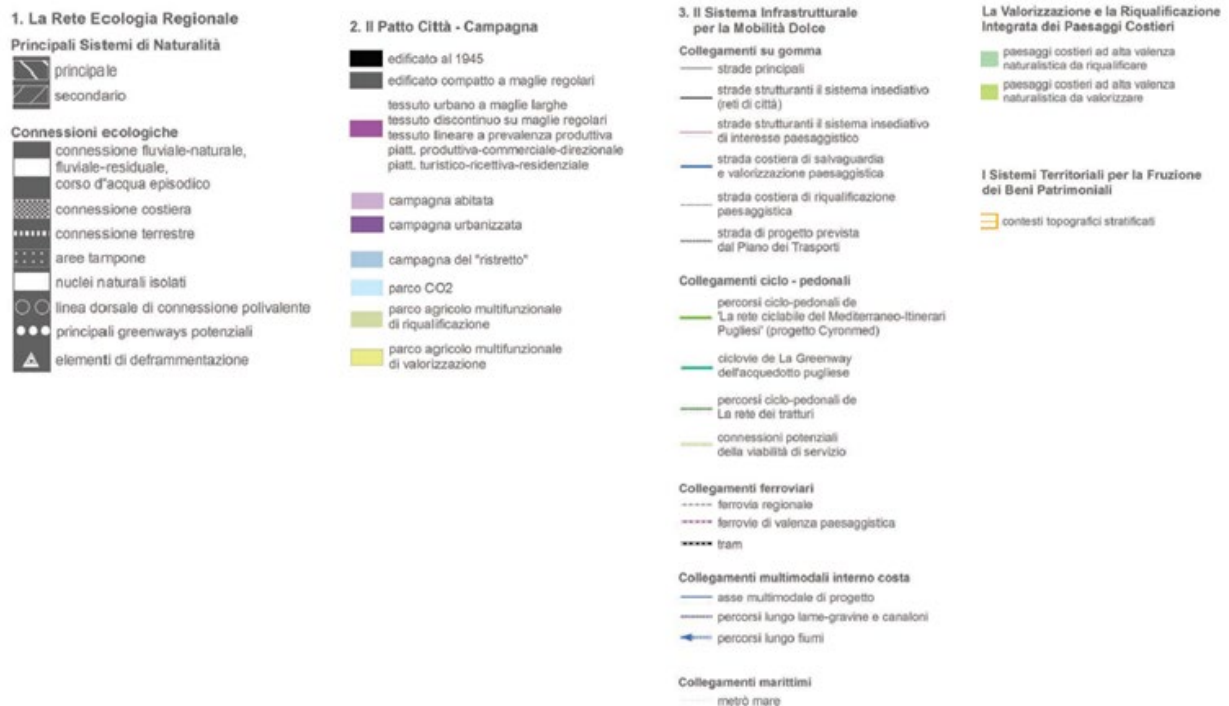 1. La Rete Ecologia Regionale
Principali Sistemi di Naturalità
principale
secondario
Connessioni ecologiche
connessione fluviale-naturale,
fluviale-residuale,
corso d"acqua episodico
connessione costiera
connessione terrestre
aree tampone
nuclei naturali isolati
linea dorsale di connessione polivalente
principali greenways potenziali
elementi di deframmentazione
2. Il Patto Città - Campagna
edificato al 1945
edificato compatto a maglie regolari
tessuto urbano a maglie larghe
tessuto discontinuo su maglie regolari
tessuto lineare a prevalenza produttiva
piatt. produttiva-commerciale-direzionale
piatt. turistico-ricettiva-residenziale
campagna abitata
campagna urbanizzata
campagna del "ristretto"
parco CO2
parco agricolo multifunzionale
di riqualificazione
parco agricolo multifunzionale
di valorizzazione
3. Il Sistema Infrastrutturale
per la Mobilità Dolce
Collegamenti su gomma
strade principali
strade strutturanti il sistema insediativo
(reti di città)
strade strutturanti il sistema insediativo
di interesse paesaggistico
strada costiera di salvaguardia
e valorizzazione paesaggistica
strada costiera di riqualificazione
paesaggistica
strada di progetto prevista
dal Piano dei Trasporti
Collegamenti ciclo - pedonali
percorsi ciclo-pedonali de
'La rete ciclabile del Mediterraneo-Itinerari
Pugliesi' (progetto Cyronmed)
ciclovie de La Greenway
dell'acquedotto pugliese
percorsi ciclo-pedonali de
La rete dei tratturi
connessioni potenziali
della viabilità di servizio
Collegamenti ferroviari
ferrovia regionale
ferrovie di valenza paesaggistica
tram
Collegamenti multimodali interno costa
asse multimodale di progetto
percorsi lungo lame-gravine e canaloni
percorsi lungo fiumi
Collegamenti marittimi
metrò mare
La Valorizzazione e la Riqualificazione
Integrata dei Paesaggi Costieri
paesaggi costieri ad alta valenza
naturalistica da riqualificare
paesaggi costieri ad alta valenza
naturalistica da valorizzare
I Sistemi Territoriali per la Fruzione
dei Beni Patrimoniali
contesti topografici stratificati